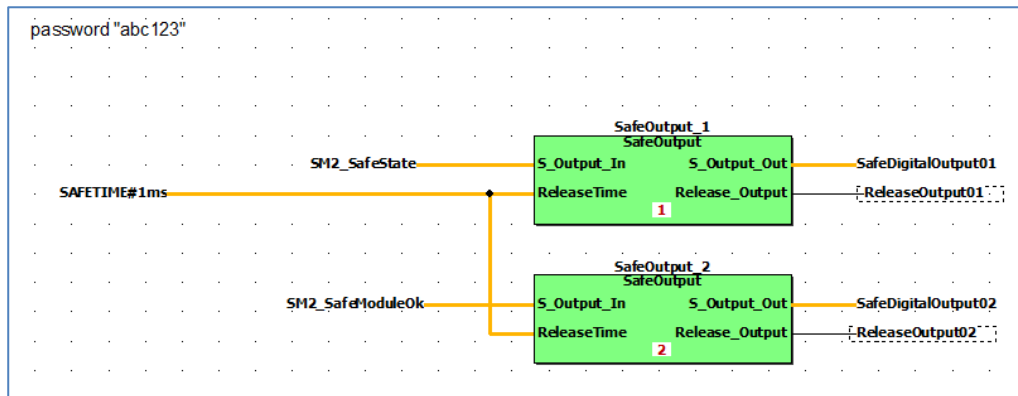 password "abc123"
SafeOutput_1
SafeOutput
SM2_SafeState S_Output_In S_Output_Out SafeDigitalOutput01
SAFETIME#1ms ReleaseTime Release_Output ReleaseOutput01
1
SafeOutput_2
SafeOutput
SM2_SafeModuleOk S_Output_In S_Output_Out SafeDigitalOutput02
ReleaseTime Release_Output ReleaseOutput02
2